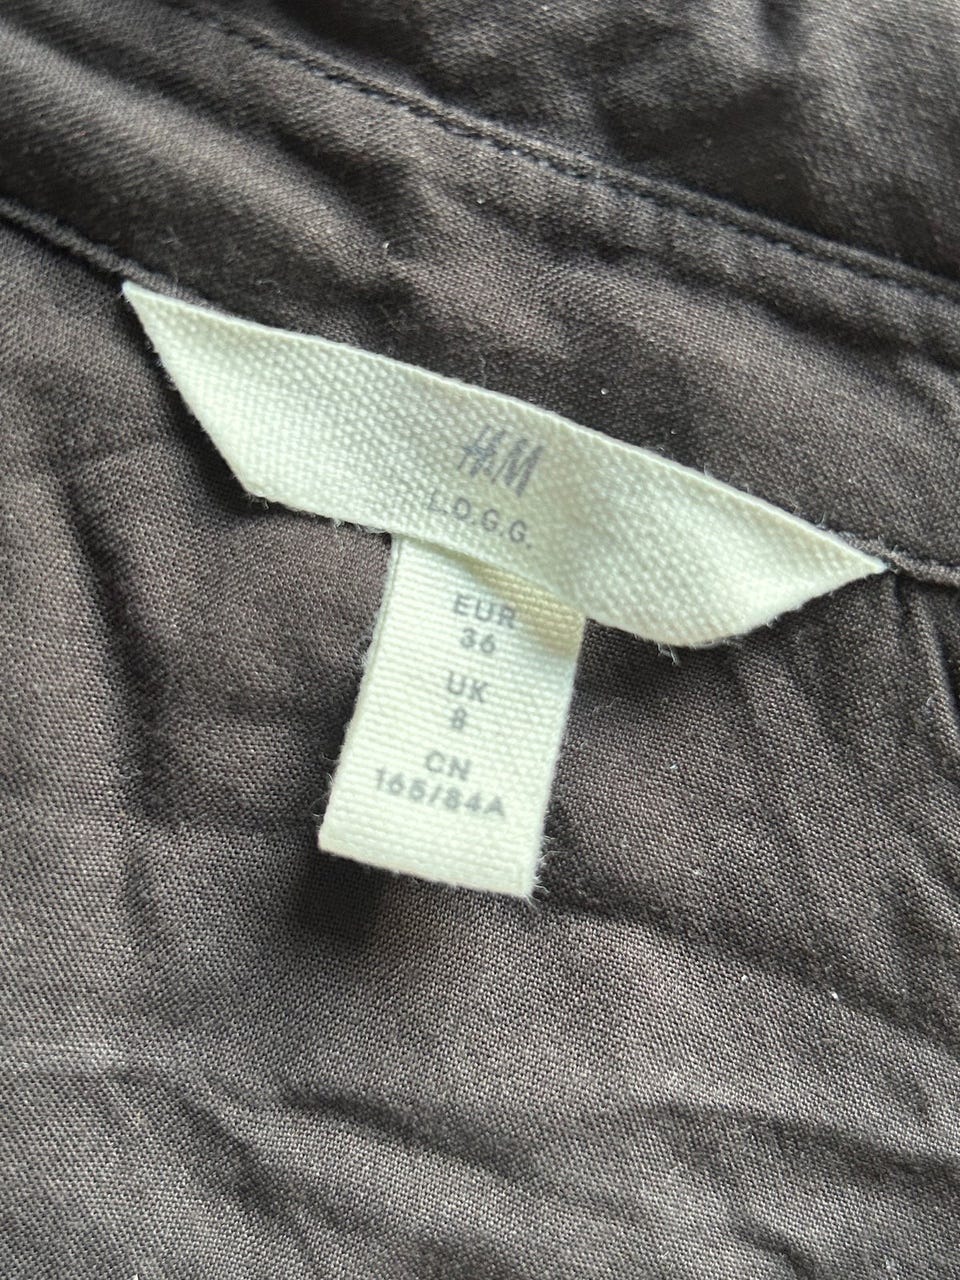 H&M
L.O.G.G.
EUR
36
UK
8
CN
165/84A